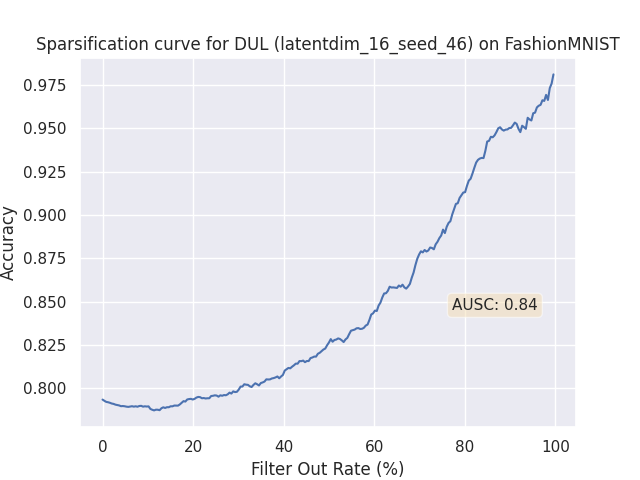 Sparsification curve for DUL (latentdim_16_seed_46) on FashionMNIST
0.975
0.950
0.925
0.900
0.875
0.850
0.825
0.800
Accuracy
AUSC: 0.84
0 20 40 60 80 100
Filter Out Rate (%)